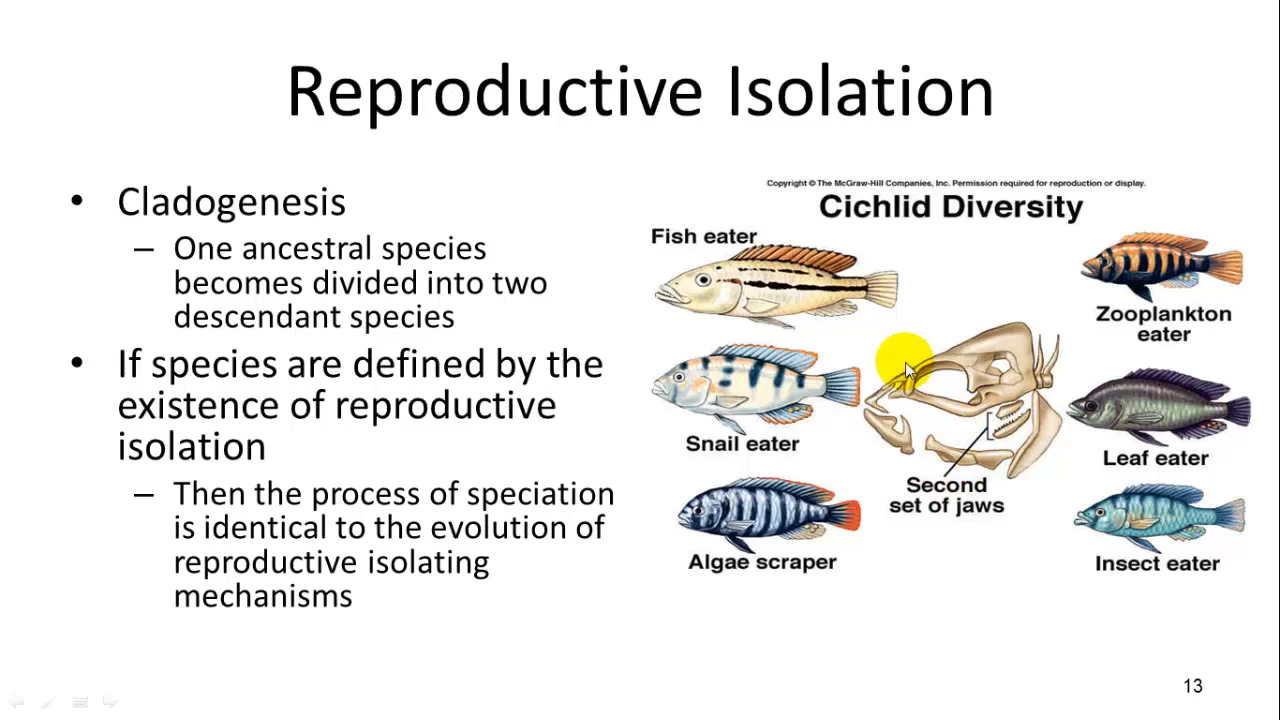 Reproductive Isolation
• Cladogenesis
– One ancestral species
becomes divided into two
descendant species
• If species are defined by the
existence of reproductive
isolation
– Then the process of speciation
is identical to the evolution of
reproductive isolating
mechanisms
Copyright © The McGraw-Hill Companies, Inc. Permission required for reproduction or display.
Cichlid Diversity
Fish eater
Zooplankton
eater
Snail eater
Leaf eater
Second
set of jaws
Algae scraper
Insect eater
13